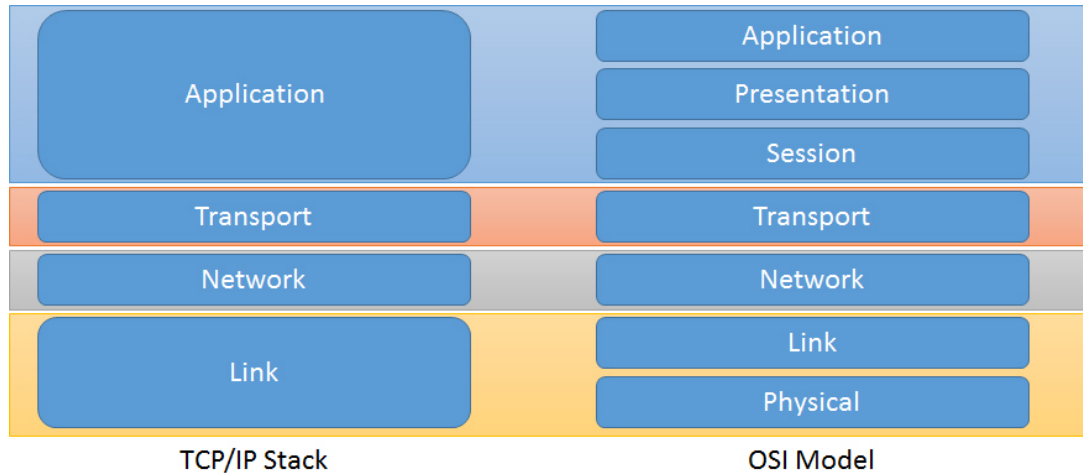 Application
Transport
Network
Link
TCP/IP Stack
Application
Presentation
Session
Transport
Network
Link
Physical
OSI Model